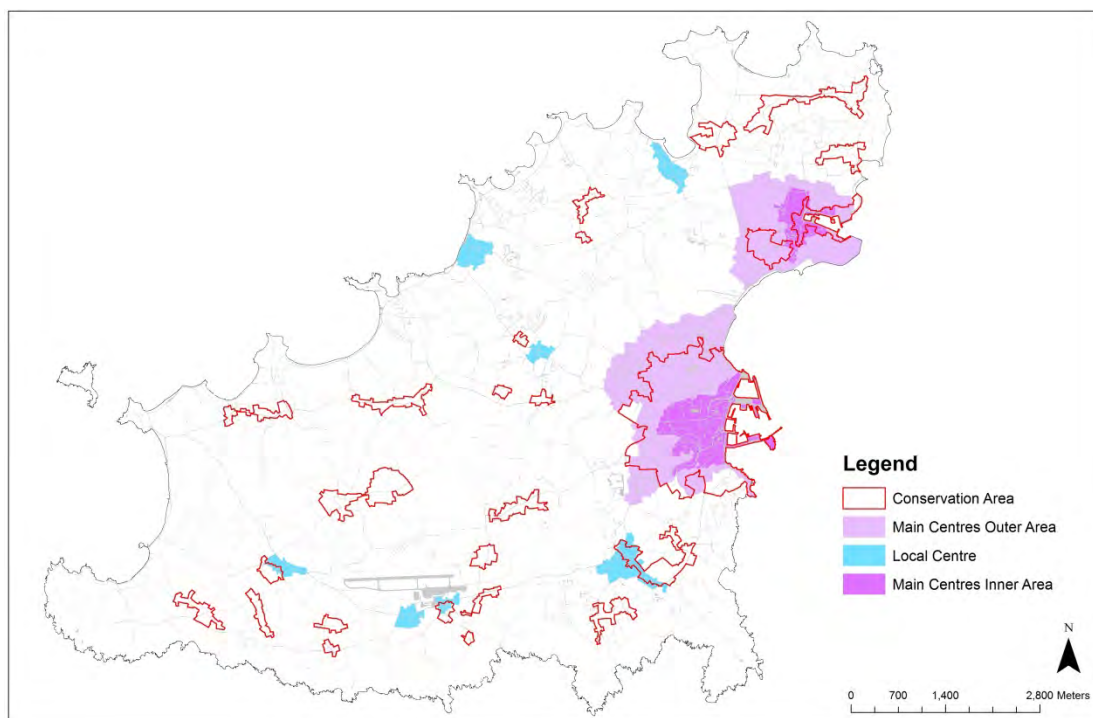 Legend
Conservation Area
Main Centres Outer Area
Local Centre
Main Centres Inner Area
N
0 700 1,400 2,800 Meters